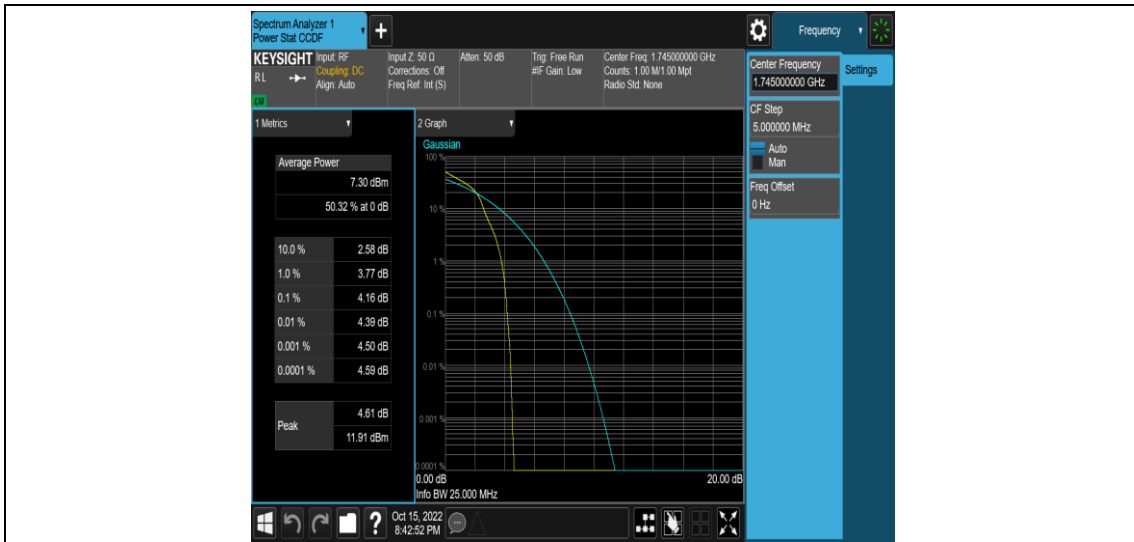 Spectrum Analyzer 1
Power Stat CCDF
+
Frequency
KEYSIGHT
RL
LXI
Input: RF
Coupling: DC
Align: Auto
Input Z: 50 Ω
Corrections: Off
Freq Ref: Int (S)
Atten: 50 dB
Trig: Free Run
#IF Gain: Low
Center Freq: 1.745000000 GHz
Counts: 1.00 M/1.00 Mpt
Radio Std: None
Center Frequency
1.745000000 GHz
Settings
CF Step
5.000000 MHz
Auto
Man
Freq Offset
0 Hz
1 Metrics
Average Power
7.30 dBm
50.32 % at 0 dB
10.0 % 2.58 dB
1.0 % 3.77 dB
0.1 % 4.16 dB
0.01 % 4.39 dB
0.001 % 4.50 dB
0.0001 % 4.59 dB
Peak
4.61 dB
11.91 dBm
2 Graph
Gaussian
100 %
10 %
1 %
0.1 %
0.01 %
0.001 %
0.0001 %
0.00 dB 20.00 dB
Info BW 25.000 MHz
?
Oct 15, 2022
8:42:52 PM